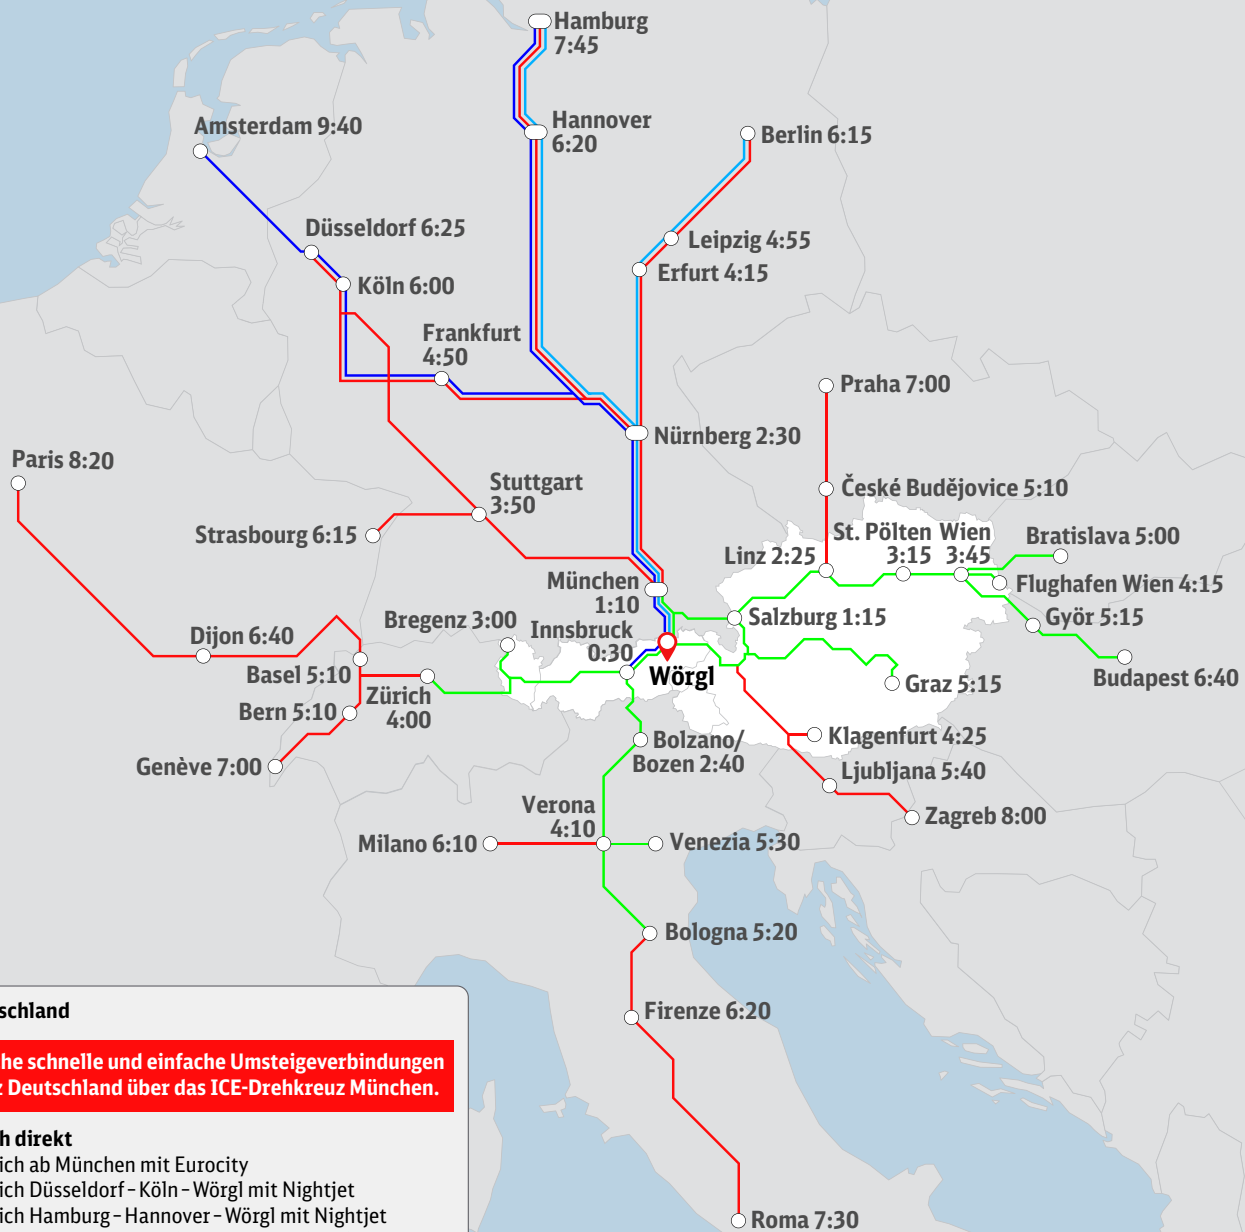 Hamburg
7:45
Hannover
6:20
Amsterdam 9:40
Berlin 6:15
Düsseldorf 6:25
Leipzig 4:55
Erfurt 4:15
Köln 6:00
Frankfurt
4:50
Praha 7:00
Nürnberg 2:30
Paris 8:20
Stuttgart
3:50
České Budějovice 5:10
Strasbourg 6:15
St. Pölten
3:15
Wien
3:45
Bratislava 5:00
Linz 2:25
Flughafen Wien 4:15
München
1:10
Salzburg 1:15
Györ 5:15
Bregenz 3:00
Innsbruck
0:30
Dijon 6:40
Wörgl
Basel 5:10
Zürich
4:00
Graz 5:15
Budapest 6:40
Bern 5:10
Klagenfurt 4:25
Bolzano/
Bozen 2:40
Genève 7:00
Ljubljana 5:40
Verona
4:10
Zagreb 8:00
Milano 6:10
Venezia 5:30
Bologna 5:20
Firenze 6:20
Roma 7:30
schland
he schnelle und einfache Umsteigeverbindungen
z Deutschland über das ICE-Drehkreuz München.
h direkt
ich ab München mit Eurocity
ich Düsseldorf – Köln – Wörgl mit Nightjet
ich Hamburg – Hannover – Wörgl mit Nightjet